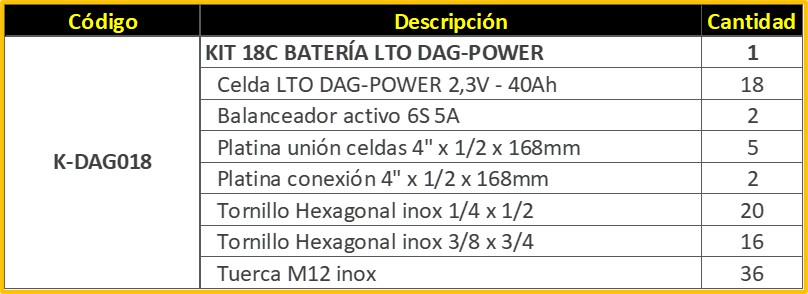 Código Descripción Cantidad
KIT 18C BATERÍA LTO DAG-POWER 1
Celda LTO DAG-POWER 2,3V - 40Ah 18
Balanceador activo 6S 5A 2
Platina unión celdas 4" x 1/2 x 168mm 5
K-DAG018
Platina conexión 4" x 1/2 x 168mm 2
Tornillo Hexagonal inox 1/4 x 1/2 20
Tornillo Hexagonal inox 3/8 x 3/4 16
Tuerca M12 inox 36